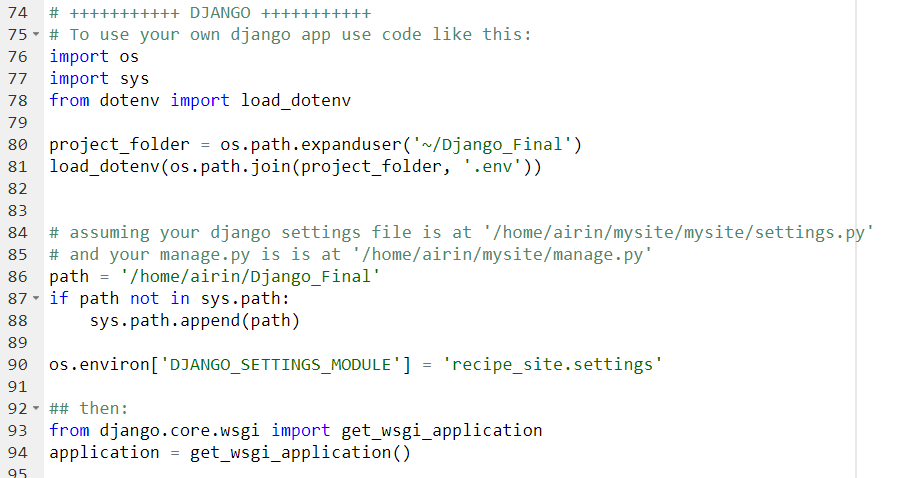 74 # +++++++++++ DJANGO +++++++++++
75 # To use your own django app use code like this:
76 import os
77 import sys
78 from dotenv import load_dotenv
79
80 project_folder = os.path.expanduser('~/Django_Final')
81 load_dotenv(os.path.join(project_folder, '.env'))
82
83
84 # assuming your django settings file is at '/home/airin/mysite/mysite/settings.py'
85 # and your manage.py is is at '/home/airin/mysite/manage.py'
86 path = '/home/airin/Django_Final'
87 if path not in sys.path:
88     sys.path.append(path)
89
90 os.environ['DJANGO_SETTINGS_MODULE'] = 'recipe_site.settings'
91
92 ## then:
93 from django.core.wsgi import get_wsgi_application
94 application = get_wsgi_application()
95